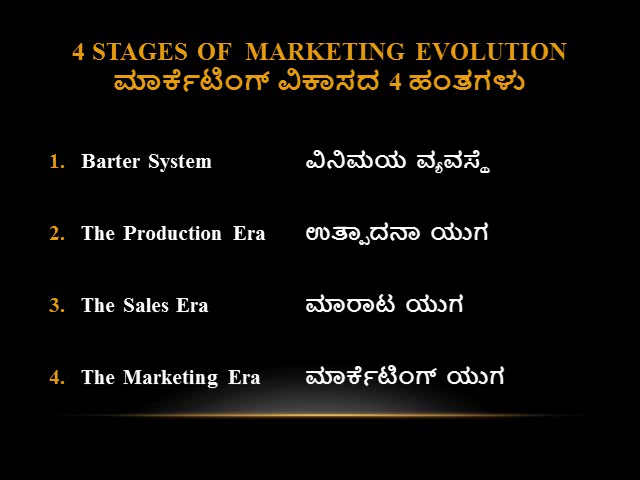 4 STAGES OF MARKETING EVOLUTION
ಮಾರ್ಕೆಟಿಂಗ್ ವಿಕಾಸದ 4 ಹಂತಗಳು
1. Barter System ವಿನಿಮಯ ವ್ಯವಸ್ಥೆ
2. The Production Era ಉತ್ಪಾದನಾ ಯುಗ
3. The Sales Era ಮಾರಾಟ ಯುಗ
4. The Marketing Era ಮಾರ್ಕೆಟಿಂಗ್ ಯುಗ